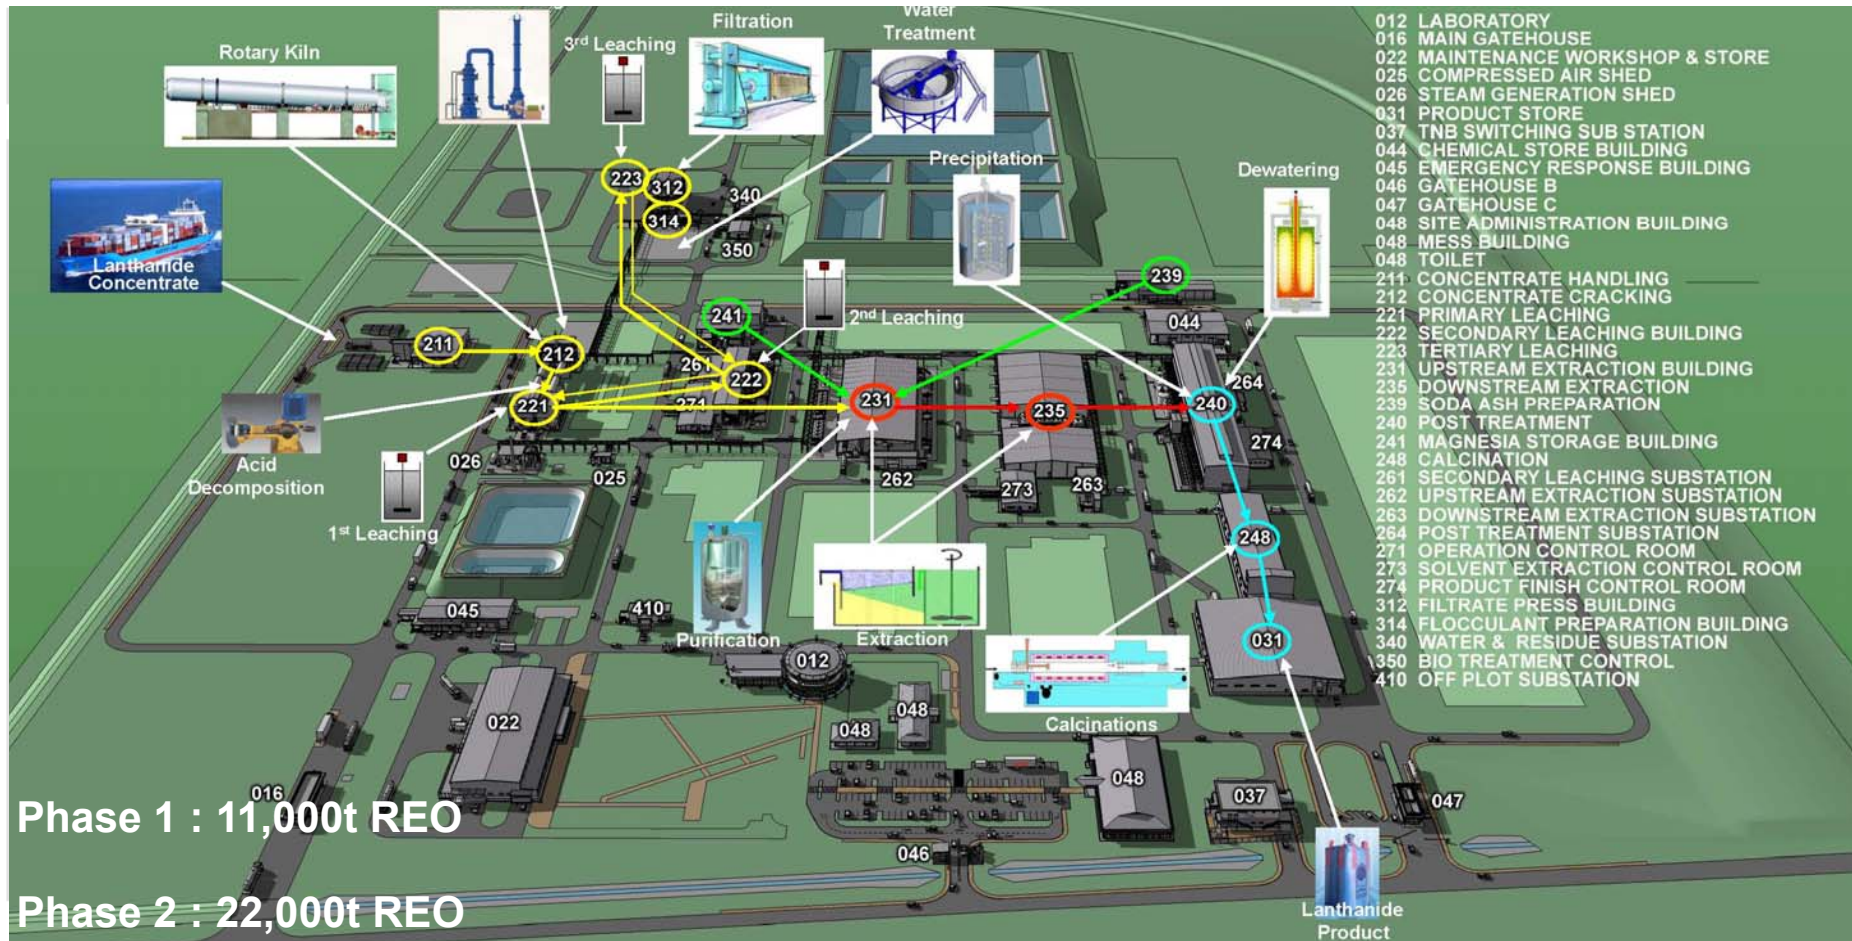 Filtration
Water
Treatment
3rd Leaching
Rotary Kiln
Precipitation
Dewatering
Lanthanide
Concentrate
2nd Leaching
Acid
Decomposition
1st Leaching
Purification
Extraction
Calcinations
Lanthanide
Product
223
312
314
340
350
239
241
044
211
212
261
222
264
221
271
231
235
240
274
026
025
262
273
263
248
045
410
012
031
022
048
048
048
016
037
047
046
Phase 1 : 11,000t REO
Phase 2 : 22,000t REO
012 LABORATORY
016 MAIN GATEHOUSE
022 MAINTENANCE WORKSHOP & STORE
025 COMPRESSED AIR SHED
026 STEAM GENERATION SHED
031 PRODUCT STORE
037 TNB SWITCHING SUB STATION
044 CHEMICAL STORE BUILDING
045 EMERGENCY RESPONSE BUILDING
046 GATEHOUSE B
047 GATEHOUSE C
048 SITE ADMINISTRATION BUILDING
048 MESS BUILDING
048 TOILET
211 CONCENTRATE HANDLING
212 CONCENTRATE CRACKING
221 PRIMARY LEACHING
222 SECONDARY LEACHING BUILDING
223 TERTIARY LEACHING
231 UPSTREAM EXTRACTION BUILDING
235 DOWNSTREAM EXTRACTION
239 SODA ASH PREPARATION
240 POST TREATMENT
241 MAGNESIA STORAGE BUILDING
248 CALCINATION
261 SECONDARY LEACHING SUBSTATION
262 UPSTREAM EXTRACTION SUBSTATION
263 DOWNSTREAM EXTRACTION SUBSTATION
264 POST TREATMENT SUBSTATION
271 OPERATION CONTROL ROOM
273 SOLVENT EXTRACTION CONTROL ROOM
274 PRODUCT FINISH CONTROL ROOM
312 FILTRATE PRESS BUILDING
314 FLOCCULANT PREPARATION BUILDING
340 WATER & RESIDUE SUBSTATION
350 BIO TREATMENT CONTROL
410 OFF PLOT SUBSTATION